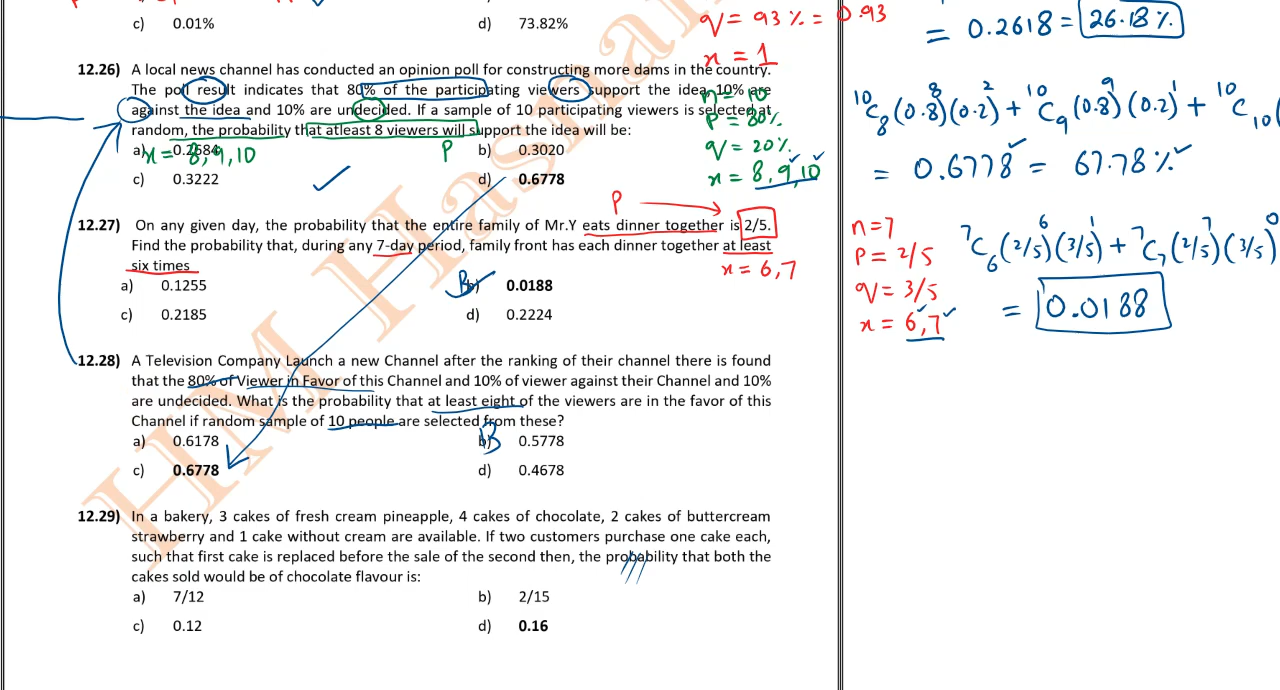 c) 0.01%
d) 73.82%
q = 93% = 0.93
x = 1
= 0.2618 = 26.18%
12.26) A local news channel has conducted an opinion poll for constructing more dams in the country.
The poll result indicates that 80% of the participating viewers support the idea, 10% are
against the idea and 10% are undecided. If a sample of 10 participating viewers is selected at
random, the probability that atleast 8 viewers will support the idea will be:
a) 0.2684
b) 0.3020
c) 0.3222
d) 0.6778
x = 8, 9, 10
P
n = 10
P = 80%
q = 20%
x = 8, 9, 10
¹⁰C₈ (0.8)⁸ (0.2)² + ¹⁰C₉ (0.8)⁹ (0.2)¹ + ¹⁰C₁₀ (
= 0.6778 = 67.78%
12.27) On any given day, the probability that the entire family of Mr.Y eats dinner together is 2/5.
Find the probability that, during any 7-day period, family front has each dinner together at least
six times
P
x = 6, 7
a) 0.1255
B b) 0.0188
c) 0.2185
d) 0.2224
n = 7
P = 2/5
q = 3/5
x = 6, 7
⁷C₆ (2/5)⁶ (3/5)¹ + ⁷C₇ (2/5)⁷ (3/5)⁰
= 0.0188
12.28) A Television Company Launch a new Channel after the ranking of their channel there is found
that the 80% of Viewer in Favor of this Channel and 10% of viewer against their Channel and 10%
are undecided. What is the probability that at least eight of the viewers are in the favor of this
Channel if random sample of 10 people are selected from these?
a) 0.6178
B b) 0.5778
c) 0.6778
d) 0.4678
12.29) In a bakery, 3 cakes of fresh cream pineapple, 4 cakes of chocolate, 2 cakes of buttercream
strawberry and 1 cake without cream are available. If two customers purchase one cake each,
such that first cake is replaced before the sale of the second then, the probability that both the
cakes sold would be of chocolate flavour is:
a) 7/12
b) 2/15
c) 0.12
d) 0.16
HM Hasnan